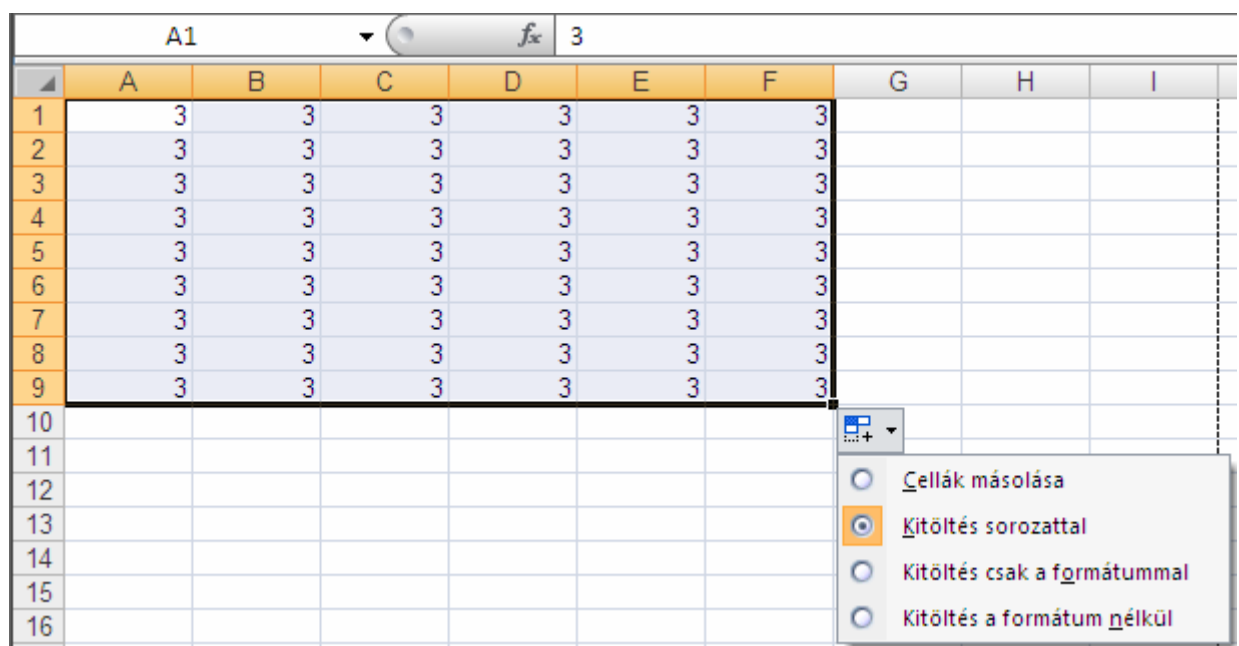 A1 fx 3
A B C D E F G H I
1 3 3 3 3 3 3
2 3 3 3 3 3 3
3 3 3 3 3 3 3
4 3 3 3 3 3 3
5 3 3 3 3 3 3
6 3 3 3 3 3 3
7 3 3 3 3 3 3
8 3 3 3 3 3 3
9 3 3 3 3 3 3
10
11
12 Cellák másolása
13 Kitöltés sorozattal
14 Kitöltés csak a formátummal
15
16 Kitöltés a formátum nélkül